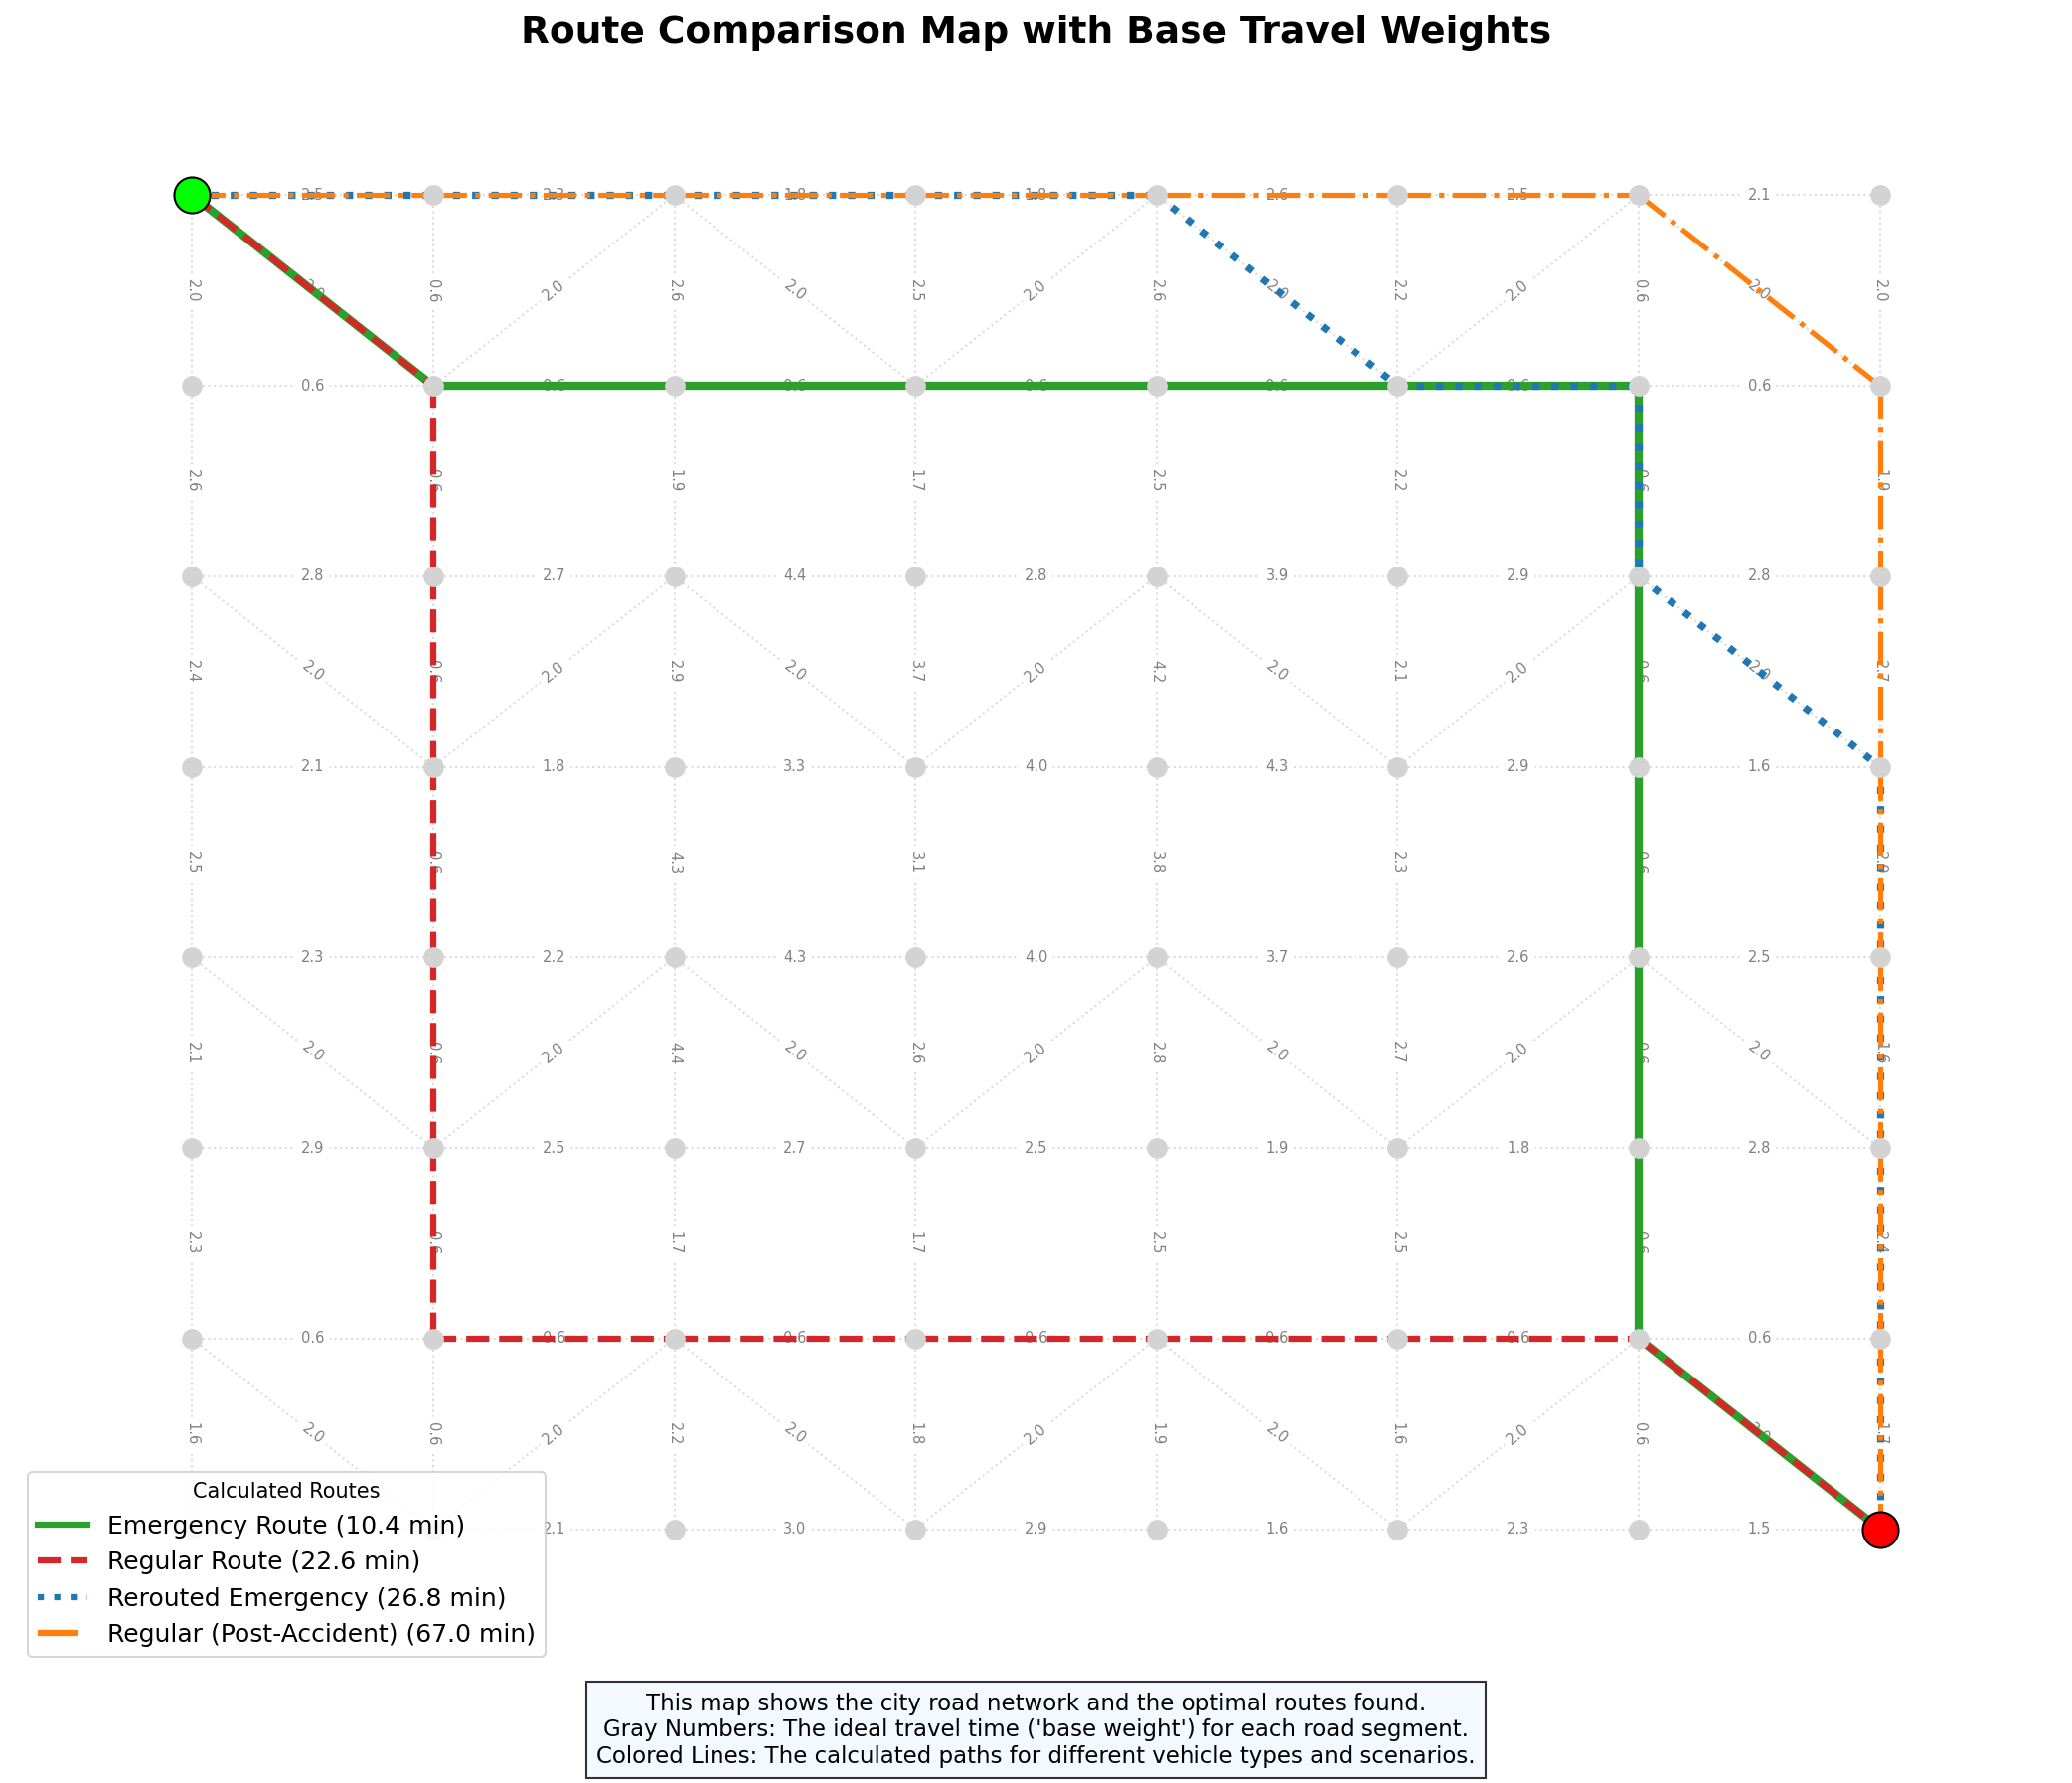 Route Comparison Map with Base Travel Weights
2.5 2.3 1.8 1.8 2.6 2.5 2.1
2.0 2.0 0.6 2.0 2.6 2.0 2.5 2.0 2.6 2.0 2.2 2.0 0.6 2.0 2.0
0.6 0.6 0.6 0.6 0.6 0.6 0.6
2.6 0.6 1.9 1.7 2.5 2.2 0.6 1.9
2.8 2.7 4.4 2.8 3.9 2.9 2.8
2.4 2.0 0.6 2.0 2.9 2.0 3.7 2.0 4.2 2.0 2.1 2.0 0.6 2.0 2.7
2.1 1.8 3.3 4.0 4.3 2.9 1.6
2.5 0.6 4.3 3.1 3.8 2.3 0.6 2.0
2.3 2.2 4.3 4.0 3.7 2.6 2.5
2.1 2.0 0.6 2.0 4.4 2.0 2.6 2.0 2.8 2.0 2.7 2.0 0.6 2.0 1.6
2.9 2.5 2.7 2.5 1.9 1.8 2.8
2.3 0.6 1.7 1.7 2.5 2.5 0.6 2.4
0.6 0.6 0.6 0.6 0.6 0.6 0.6
1.6 2.0 0.6 2.0 2.2 2.0 1.8 2.0 1.9 2.0 1.6 2.0 0.6 1.7
2.1 3.0 2.9 1.6 2.3 1.5
Calculated Routes
Emergency Route (10.4 min)
Regular Route (22.6 min)
Rerouted Emergency (26.8 min)
Regular (Post-Accident) (67.0 min)
This map shows the city road network and the optimal routes found.
Gray Numbers: The ideal travel time ('base weight') for each road segment.
Colored Lines: The calculated paths for different vehicle types and scenarios.